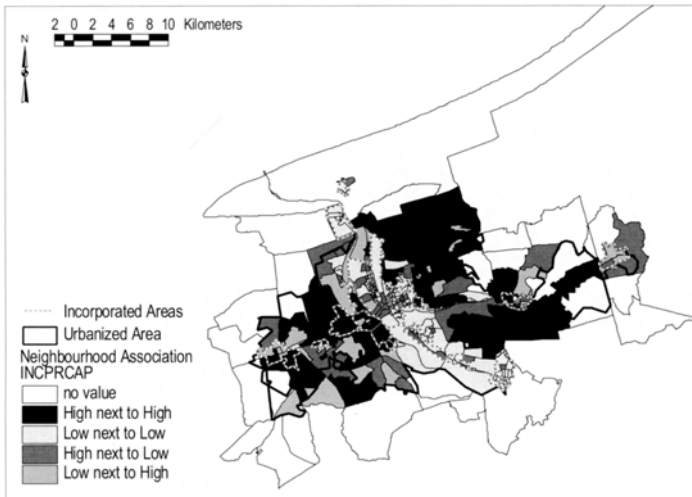 2 0 2 4 6 8 10 Kilometers
N
Incorporated Areas
Urbanized Area
Neighbourhood Association
INCPRCAP
no value
High next to High
Low next to Low
High next to Low
Low next to High